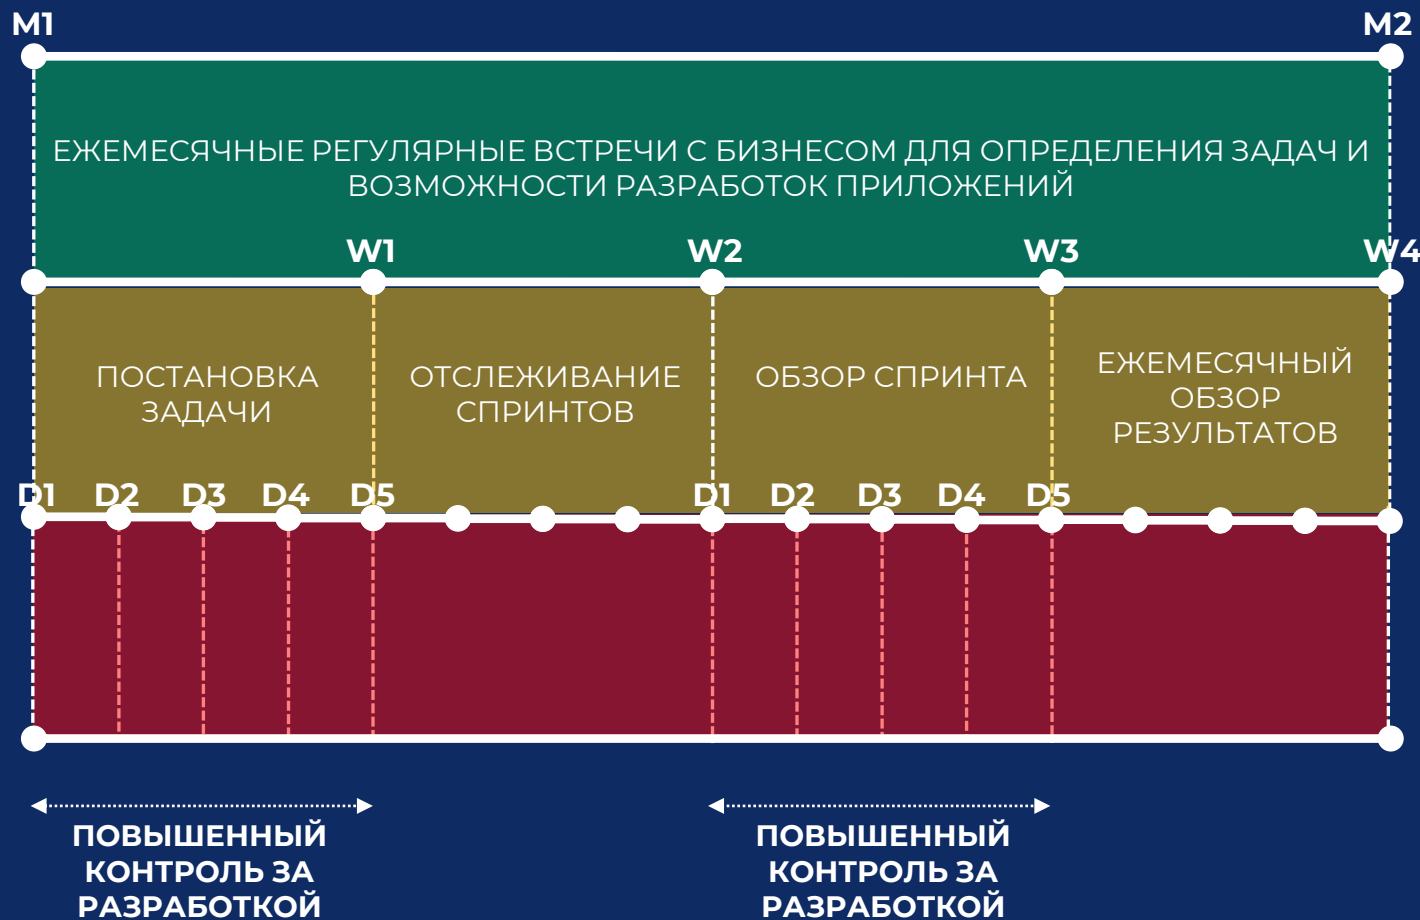 M1 M2
ЕЖЕМЕСЯЧНЫЕ РЕГУЛЯРНЫЕ ВСТРЕЧИ С БИЗНЕСОМ ДЛЯ ОПРЕДЕЛЕНИЯ ЗАДАЧ И
ВОЗМОЖНОСТИ РАЗРАБОТОК ПРИЛОЖЕНИЙ
W1 W2 W3 W4
ПОСТАНОВКА
ЗАДАЧИ
ОТСЛЕЖИВАНИЕ
СПРИНТОВ
ОБЗОР СПРИНТА
ЕЖЕМЕСЯЧНЫЙ
ОБЗОР
РЕЗУЛЬТАТОВ
D1 D2 D3 D4 D5 D1 D2 D3 D4 D5
ПОВЫШЕННЫЙ
КОНТРОЛЬ ЗА
РАЗРАБОТКОЙ
ПОВЫШЕННЫЙ
КОНТРОЛЬ ЗА
РАЗРАБОТКОЙ